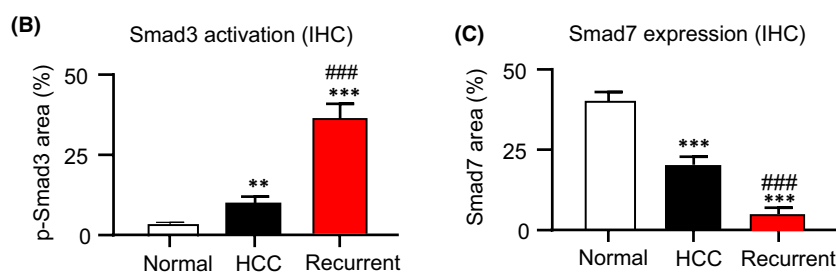 (B)
Smad3 activation (IHC)
p-Smad3 area (%)
50
25
0
**
###
***
Normal HCC Recurrent
(C)
Smad7 expression (IHC)
Smad7 area (%)
50
25
0
***
###
***
Normal HCC Recurrent